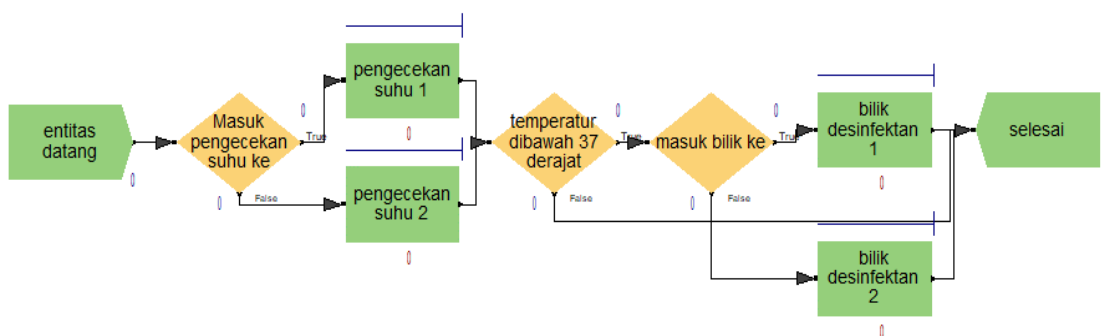 entitas
datang
0
Masuk
pengecekan
suhu ke
0
True
0
False
pengecekan
suhu 1
0
pengecekan
suhu 2
0
temperatur
dibawah 37
derajat
0
True
0
False
masuk bilik ke
0
True
0
False
bilik
desinfektan
1
0
bilik
desinfektan
2
0
selesai